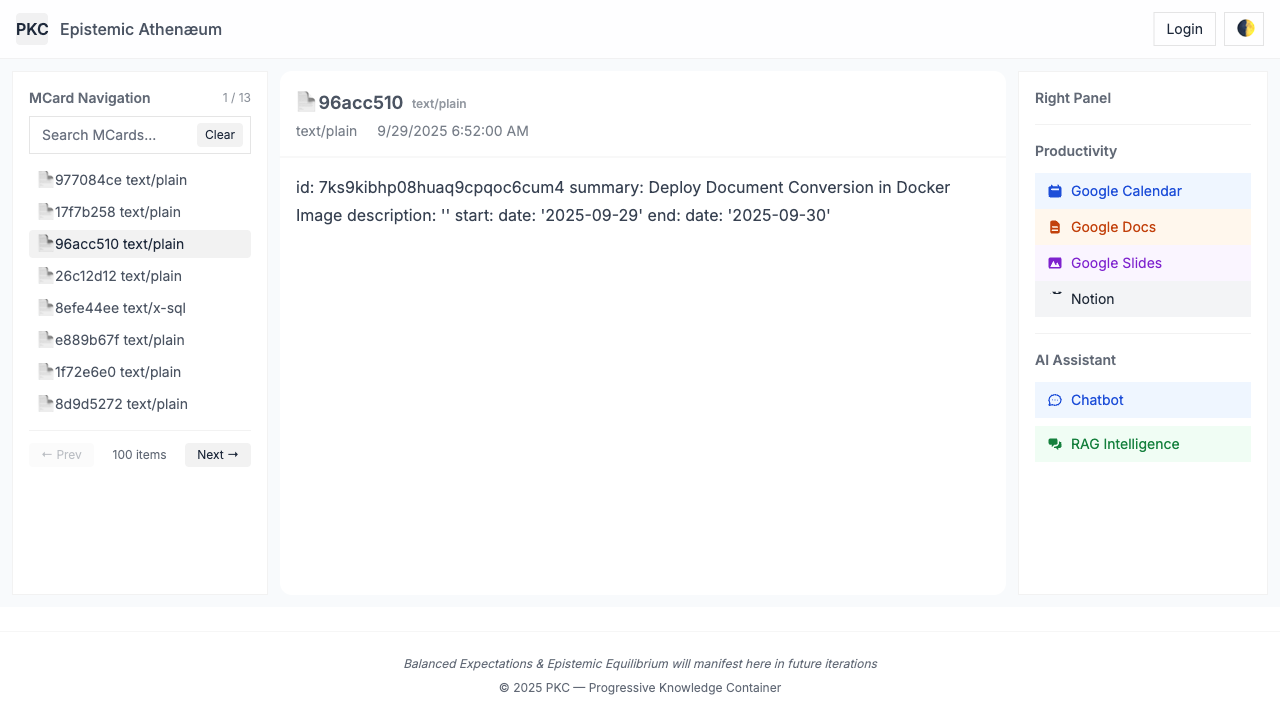 PKC Epistemic Athenæum
Login
MCard Navigation 1 / 13
Search MCards... Clear
977084ce text/plain
17f7b258 text/plain
96acc510 text/plain
26c12d12 text/plain
8efe44ee text/x-sql
e889b67f text/plain
1f72e6e0 text/plain
8d9d5272 text/plain
← Prev 100 items Next →
96acc510 text/plain
text/plain 9/29/2025 6:52:00 AM
id: 7ks9kibhp08huaq9cpqoc6cum4 summary: Deploy Document Conversion in Docker
Image description: '' start: date: '2025-09-29' end: date: '2025-09-30'
Right Panel
Productivity
Google Calendar
Google Docs
Google Slides
Notion
AI Assistant
Chatbot
RAG Intelligence
Balanced Expectations & Epistemic Equilibrium will manifest here in future iterations
© 2025 PKC — Progressive Knowledge Container